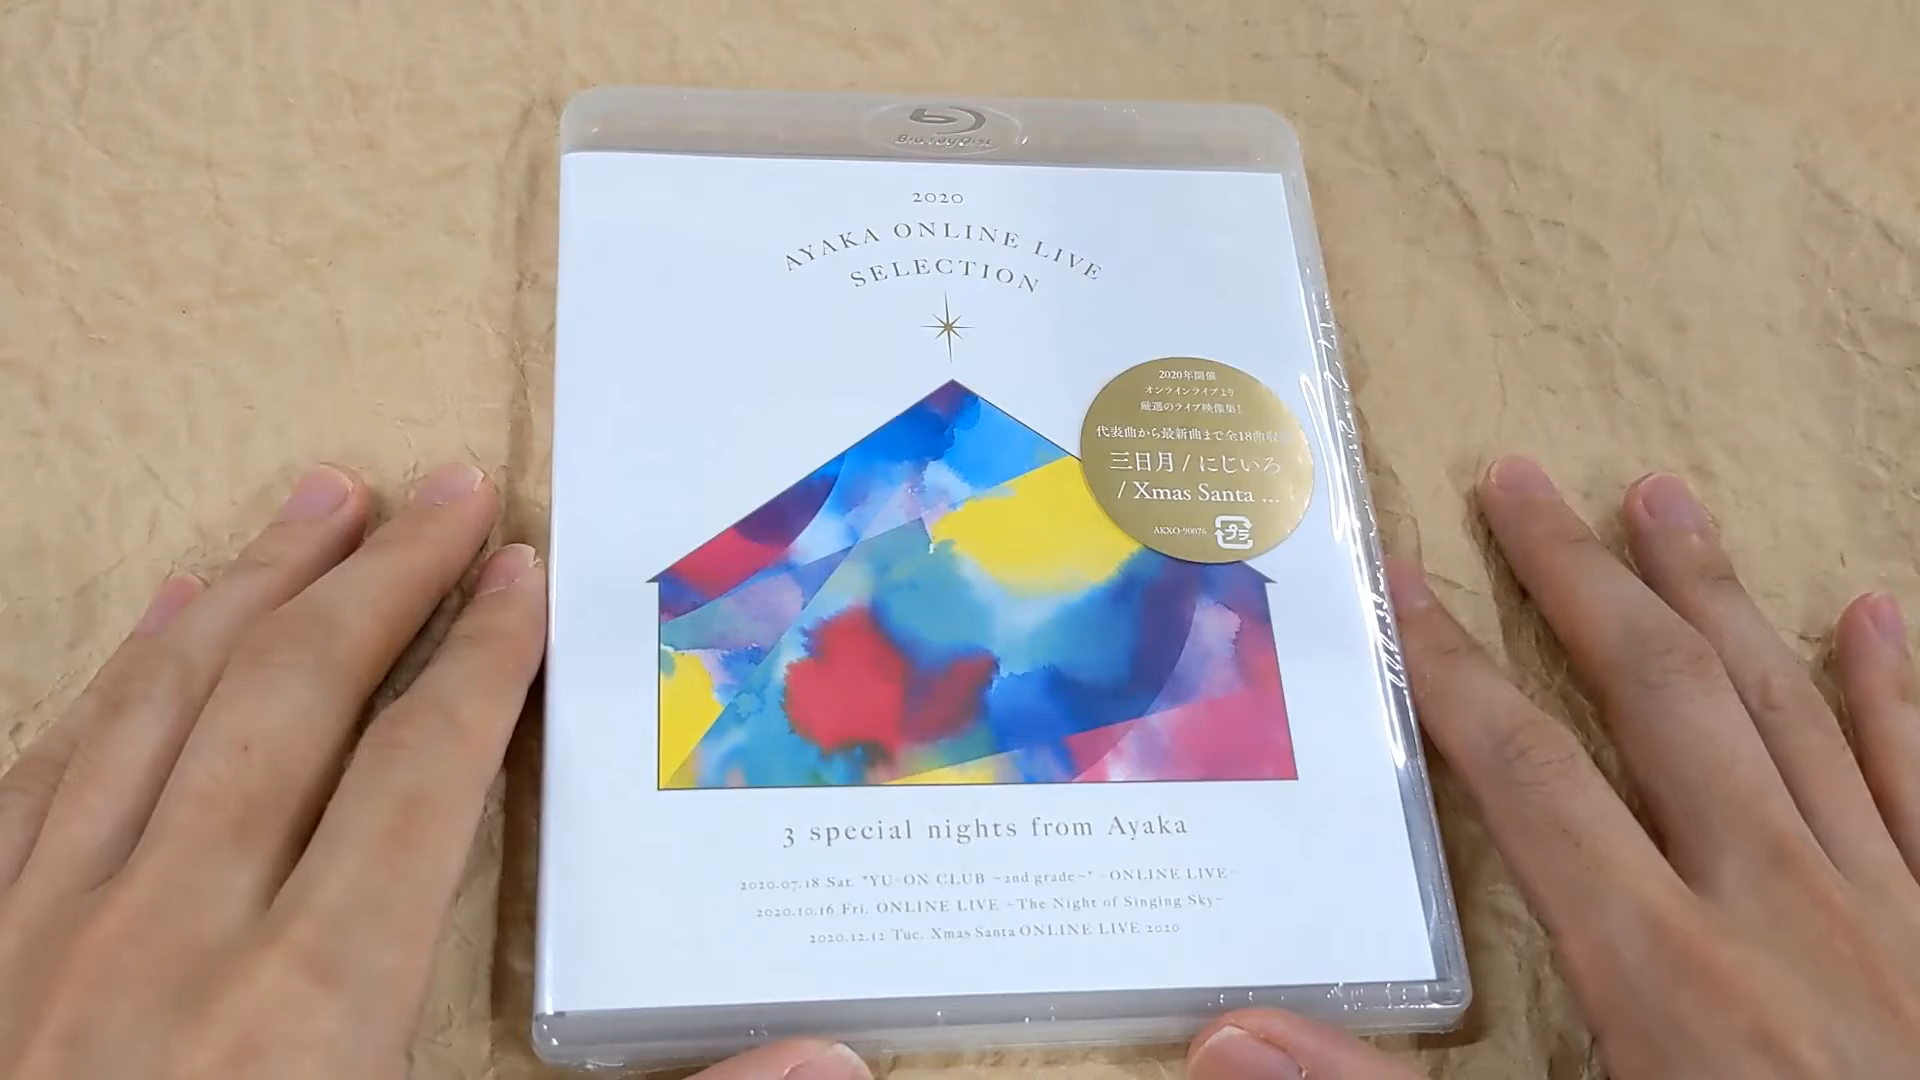 Blu-ray Disc
2020
AYAKA ONLINE LIVE
SELECTION
2020年開催
オンラインライブより
厳選のライブ映像集!
代表曲から最新曲まで全18曲収
三日月 / にじいろ
/ Xmas Santa ...
AKXO-90076
プラ
3 special nights from Ayaka
2020.07.18 Sat. "YU-ON CLUB ~2nd grade~" -ONLINE LIVE-
2020.10.16 Fri. ONLINE LIVE ~The Night of Singing Sky~
2020.12.12 Tue. Xmas Santa ONLINE LIVE 2020